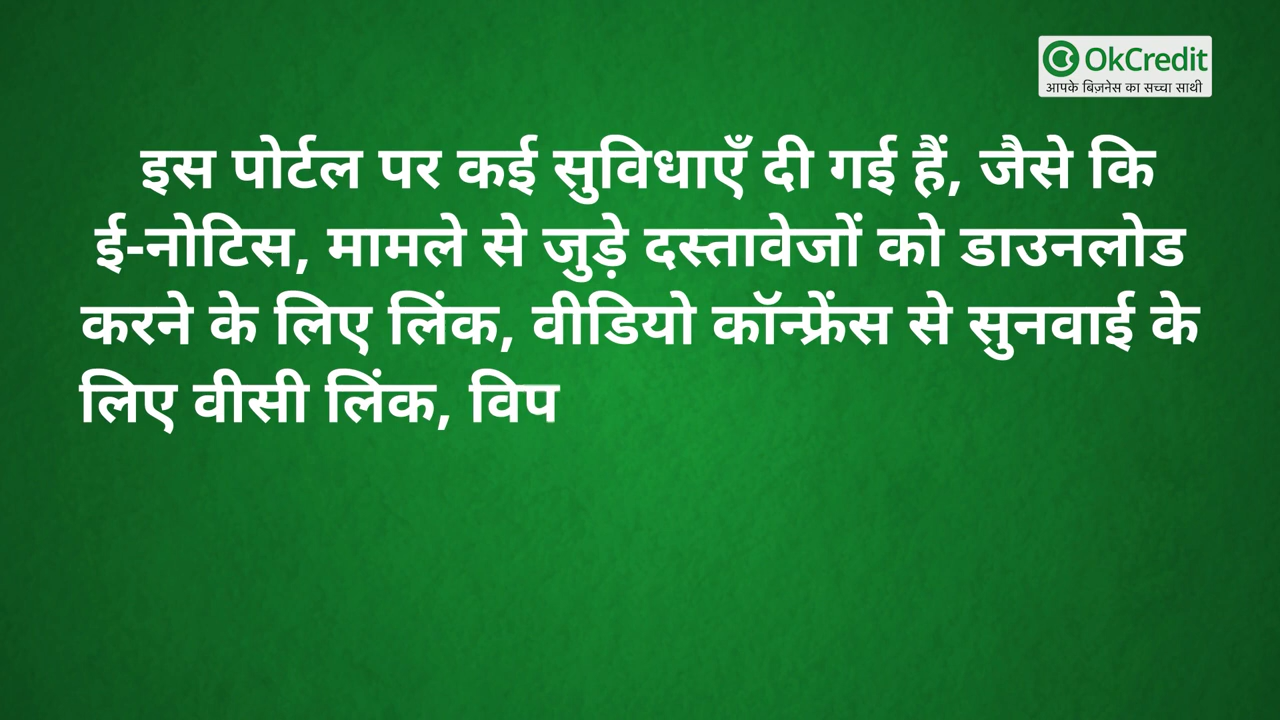 OkCredit
आपके बिज़नेस का सच्चा साथी
इस पोर्टल पर कई सुविधाएँ दी गई हैं, जैसे कि
ई-नोटिस, मामले से जुड़े दस्तावेजों को डाउनलोड
करने के लिए लिंक, वीडियो कॉन्फ्रेंस से सुनवाई के
लिए वीसी लिंक, विप